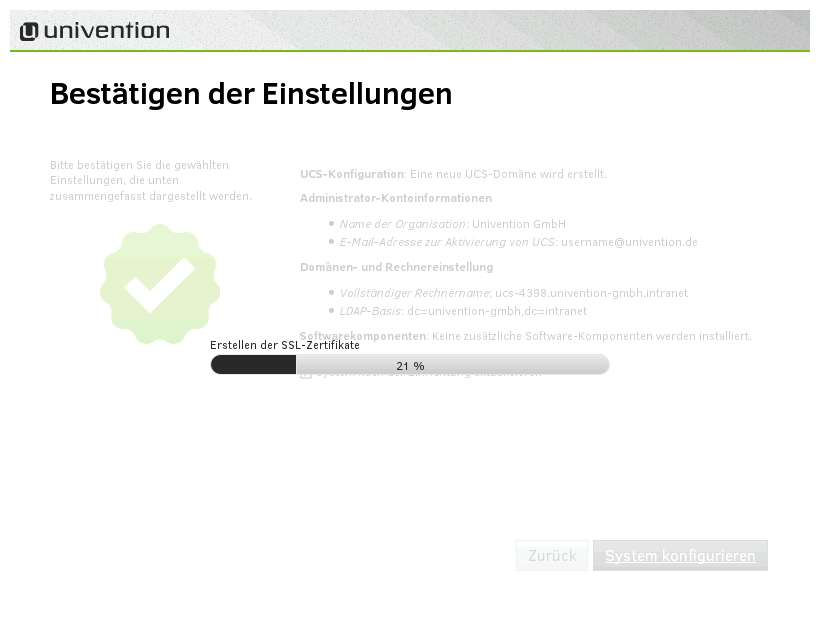 univention
Bestätigen der Einstellungen
Bitte bestätigen Sie die gewählten
Einstellungen, die unten
zusammengefasst dargestellt werden.
UCS-Konfiguration: Eine neue UCS-Domäne wird erstellt.
Administrator-Kontoinformationen
Name der Organisation: Univention GmbH
E-Mail-Adresse zur Aktivierung von UCS: username@univention.de
Domänen- und Rechnereinstellung
Vollständiger Rechnername: ucs-4398.univention-gmbh.intranet
LDAP-Basis: dc=univention-gmbh,dc=intranet
Softwarekomponenten: Keine zusätzliche Software-Komponenten werden installiert.
Erstellen der SSL-Zertifikate
21 %
Zurück
System konfigurieren